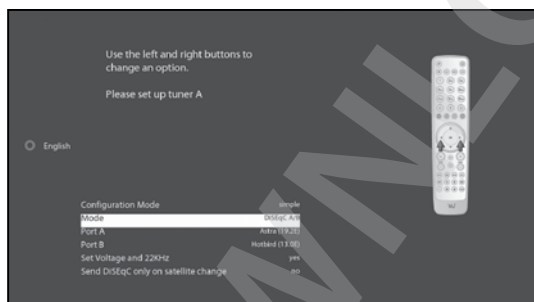 Use the left and right buttons to
change an option.
Please set up tuner A
English
Configuration Mode simple
Mode DiSEqC A/B
Port A Astra (19.2E)
Port B Hotbird (13.0E)
Set Voltage and 22KHz yes
Send DiSEqC only on satellite change no